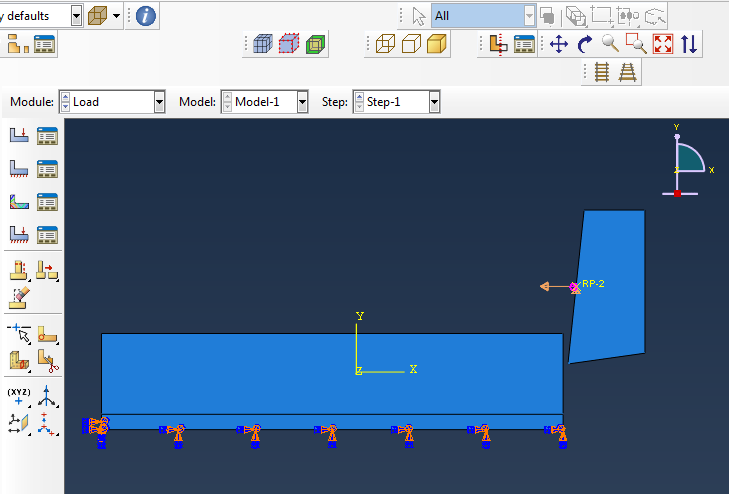 y defaults
All
Module: Load Model: Model-1 Step: Step-1
Y
X
RP-2
Y
X
Z
(XYZ)